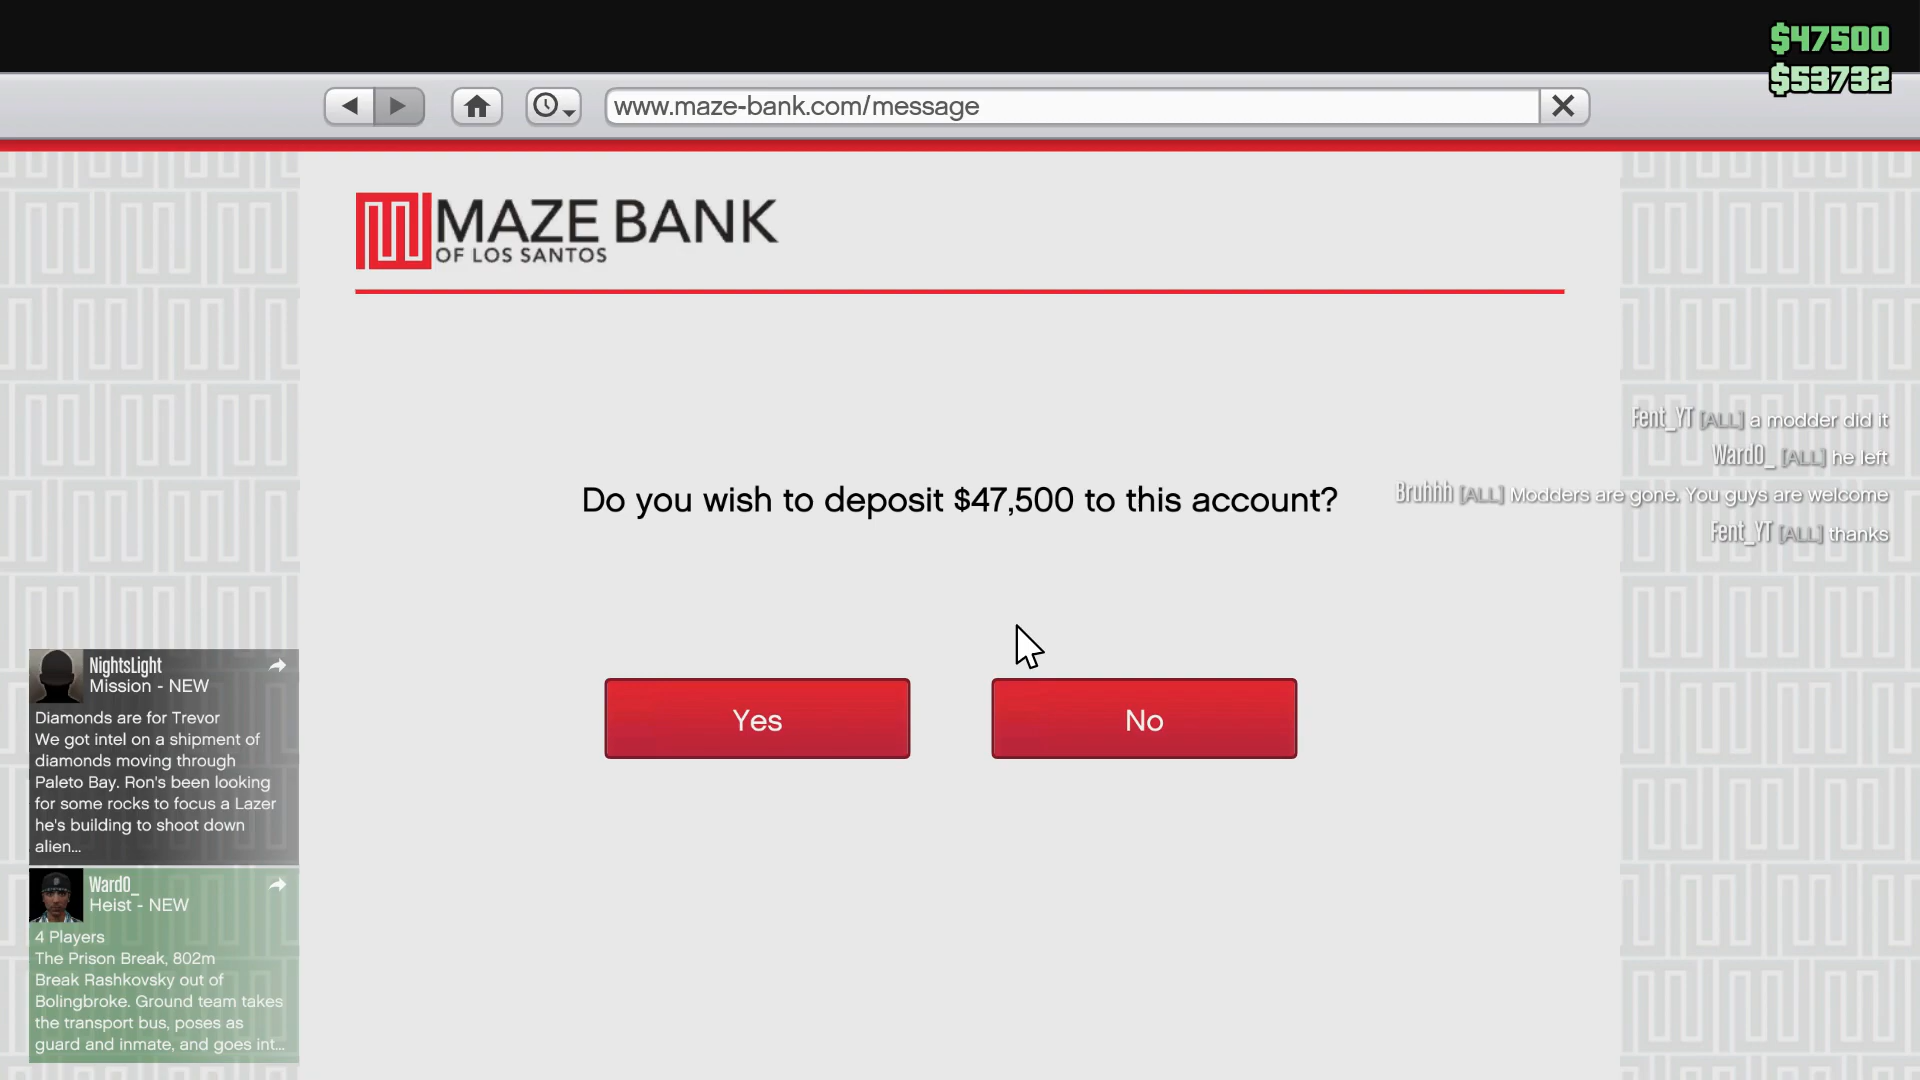 $47500
$53732
www.maze-bank.com/message
MAZE BANK
OF LOS SANTOS
Fent_YT [ALL] a modder did it
Ward0_ [ALL] he left
Do you wish to deposit $47,500 to this account?
Bruhhh [ALL] Modders are gone. You guys are welcome
Fent_YT [ALL] thanks
Yes
No
NightsLight
Mission - NEW
Diamonds are for Trevor
We got intel on a shipment of
diamonds moving through
Paleto Bay. Ron's been looking
for some rocks to focus a Lazer
he's building to shoot down
alien...
Ward0_
Heist - NEW
4 Players
The Prison Break, 802m
Break Rashkovsky out of
Bolingbroke. Ground team takes
the transport bus, poses as
guard and inmate, and goes int...